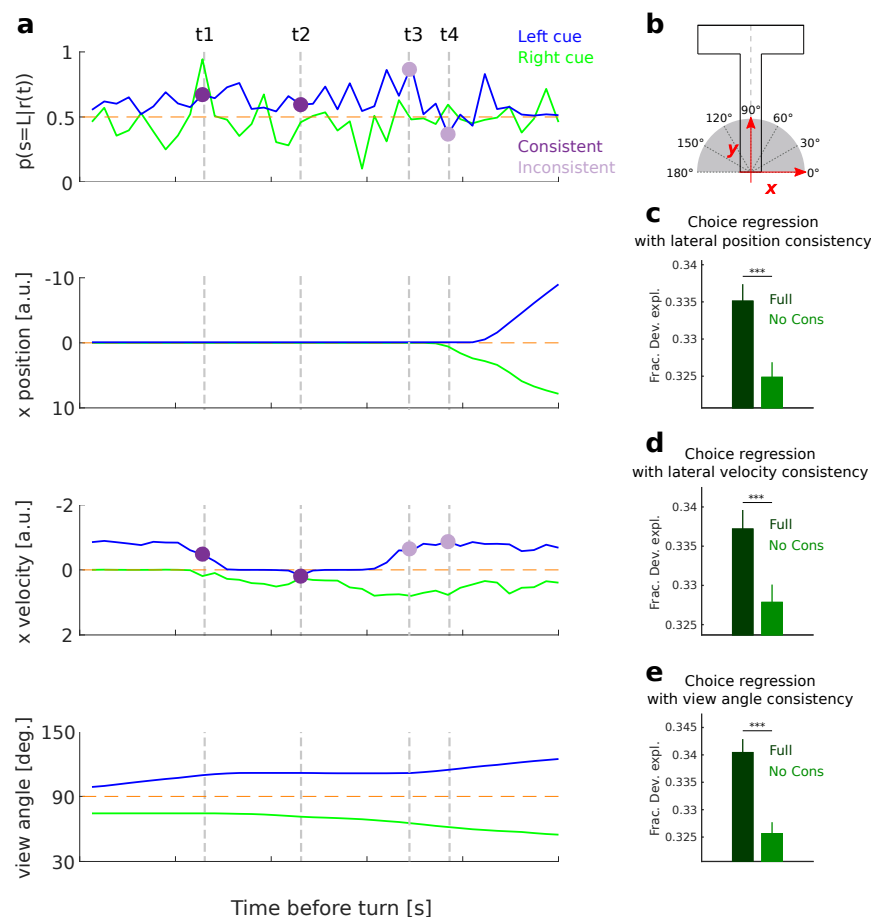 a
t1 t2 t3 t4
Left cue
Right cue
1
0.5
0
p(s=L|r(t))
Consistent
Inconsistent
-10
0
10
x position [a.u.]
-2
0
2
x velocity [a.u.]
150
90
30
view angle [deg.]
Time before turn [s]
b
90°
120° 60°
150° 30°
180° 0°
y
x
c
Choice regression
with lateral position consistency
0.34
0.335
0.33
0.325
Frac. Dev. expl.
***
Full
No Cons
d
Choice regression
with lateral velocity consistency
0.34
0.335
0.33
0.325
Frac. Dev. expl.
***
Full
No Cons
e
Choice regression
with view angle consistency
0.345
0.34
0.335
0.33
0.325
Frac. Dev. expl.
***
Full
No Cons